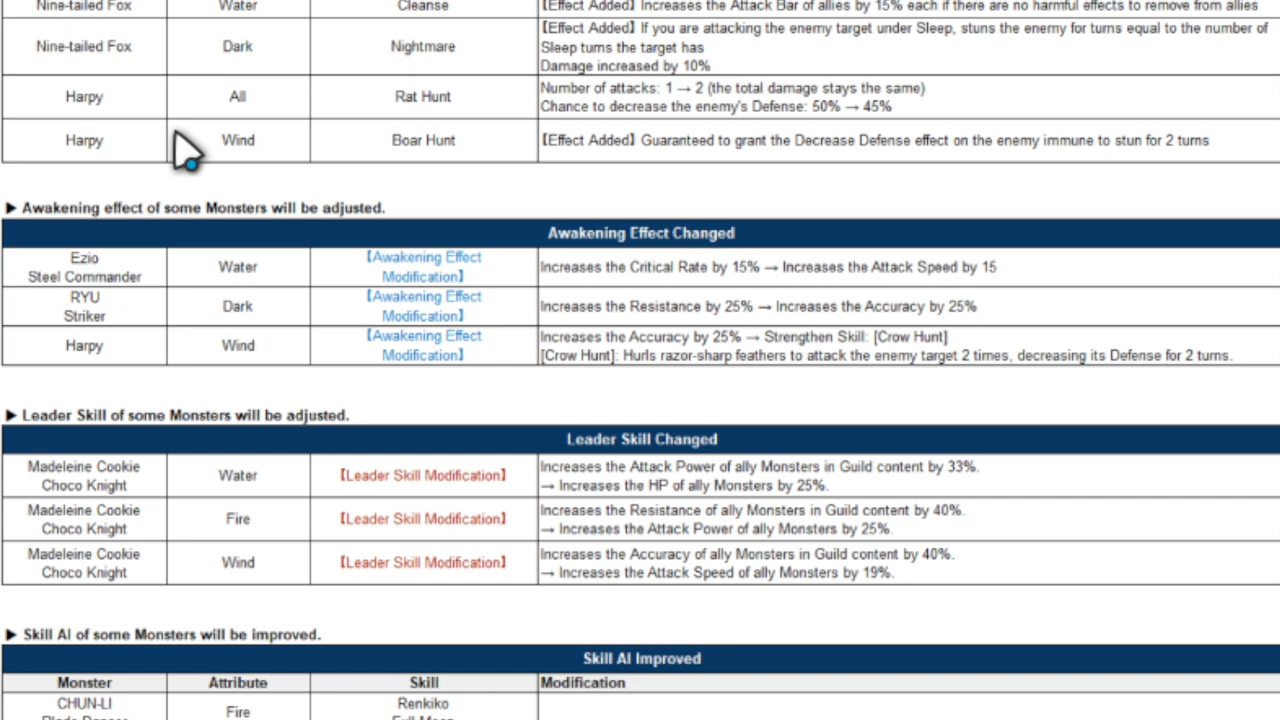 Nine-tailed Fox Water Cleanse 【Effect Added】 Increases the Attack Bar of allies by 15% each if there are no harmful effects to remove from allies
Nine-tailed Fox Dark Nightmare 【Effect Added】 If you are attacking the enemy target under Sleep, stuns the enemy for turns equal to the number of
Sleep turns the target has
Damage increased by 10%
Harpy All Rat Hunt Number of attacks: 1 → 2 (the total damage stays the same)
Chance to decrease the enemy's Defense: 50% → 45%
Harpy Wind Boar Hunt 【Effect Added】 Guaranteed to grant the Decrease Defense effect on the enemy immune to stun for 2 turns
▶ Awakening effect of some Monsters will be adjusted.
Awakening Effect Changed
Ezio
Steel Commander
Water
【Awakening Effect
Modification】
Increases the Critical Rate by 15% → Increases the Attack Speed by 15
RYU
Striker
Dark
【Awakening Effect
Modification】
Increases the Resistance by 25% → Increases the Accuracy by 25%
Harpy
Wind
【Awakening Effect
Modification】
Increases the Accuracy by 25% → Strengthen Skill: [Crow Hunt]
[Crow Hunt]: Hurls razor-sharp feathers to attack the enemy target 2 times, decreasing its Defense for 2 turns.
▶ Leader Skill of some Monsters will be adjusted.
Leader Skill Changed
Madeleine Cookie
Choco Knight
Water
【Leader Skill Modification】
Increases the Attack Power of ally Monsters in Guild content by 33%.
→ Increases the HP of ally Monsters by 25%.
Madeleine Cookie
Choco Knight
Fire
【Leader Skill Modification】
Increases the Resistance of ally Monsters in Guild content by 40%.
→ Increases the Attack Power of ally Monsters by 25%.
Madeleine Cookie
Choco Knight
Wind
【Leader Skill Modification】
Increases the Accuracy of ally Monsters in Guild content by 40%.
→ Increases the Attack Speed of ally Monsters by 19%.
▶ Skill AI of some Monsters will be improved.
Skill AI Improved
Monster Attribute Skill Modification
CHUN-LI
Blade Dancer
Fire
Renkiko
Full Moon